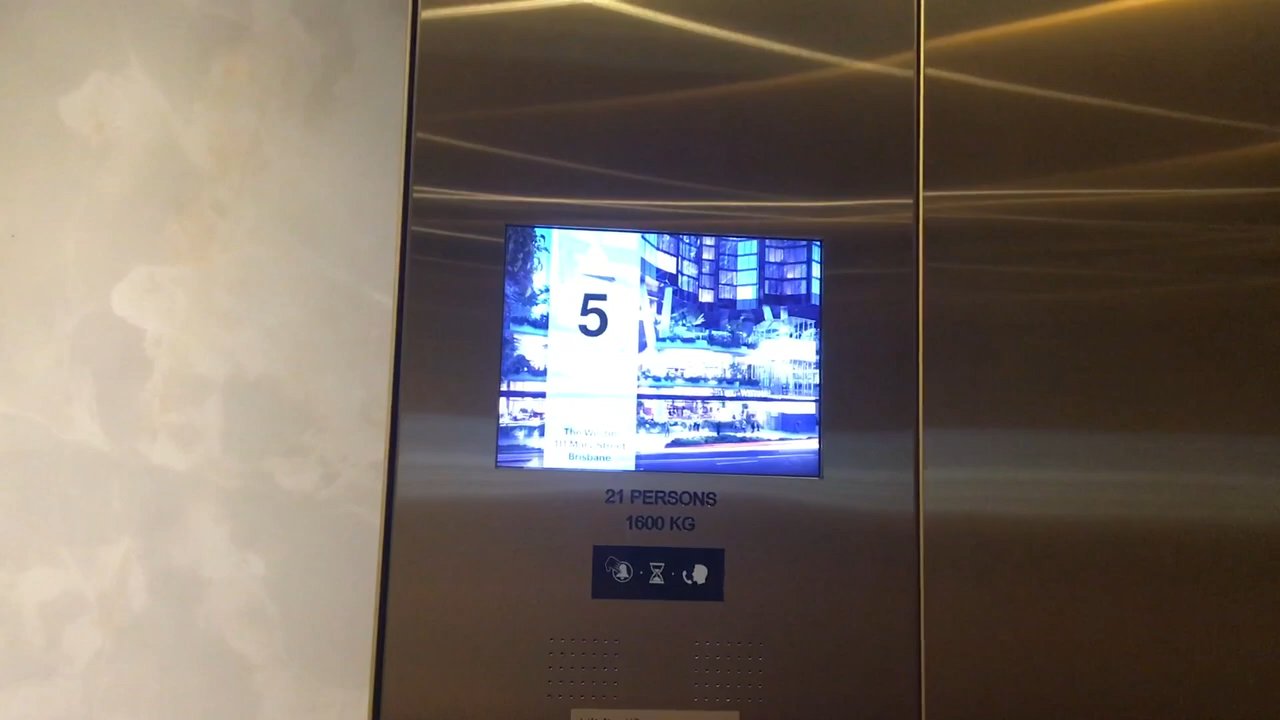 5
The Westin
111 Mary Street
Brisbane
21 PERSONS
1600 KG